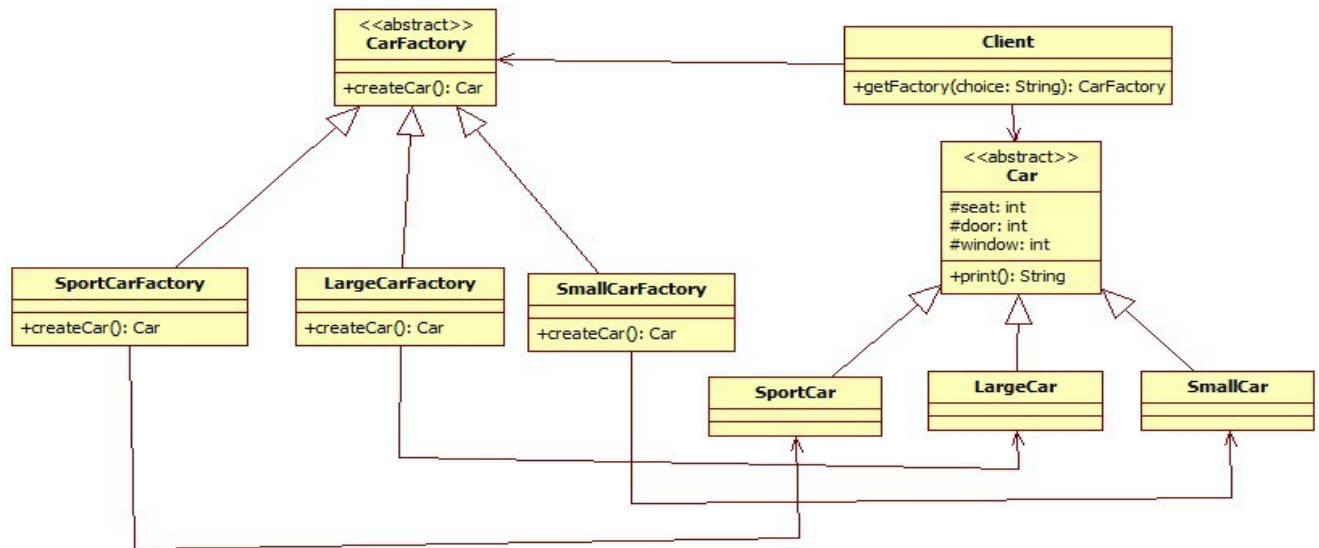 <<abstract>>
CarFactory
+createCar(): Car
Client
+getFactory(choice: String): CarFactory
<<abstract>>
Car
#seat: int
#door: int
#window: int
+print(): String
SportCarFactory
+createCar(): Car
LargeCarFactory
+createCar(): Car
SmallCarFactory
+createCar(): Car
SportCar
LargeCar
SmallCar